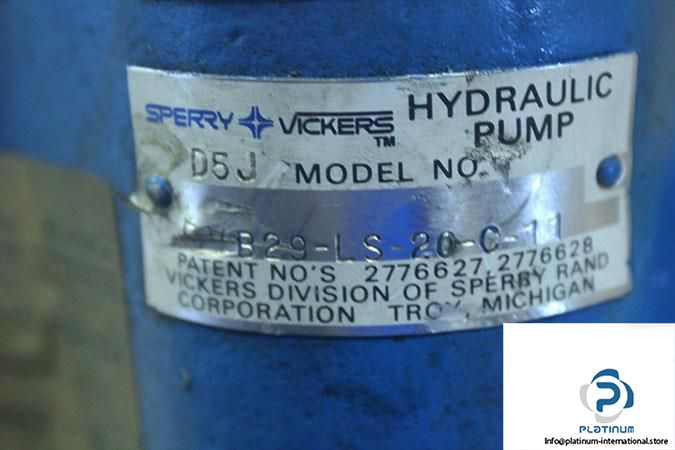 SPERRY VICKERS TM
HYDRAULIC
PUMP
D5J MODEL NO.
B29-LS-20-C-11
PATENT NO'S 2776627, 2776628
VICKERS DIVISION OF SPERRY RAND
CORPORATION TROY, MICHIGAN
PLATINUM
Info@platinum-international.store